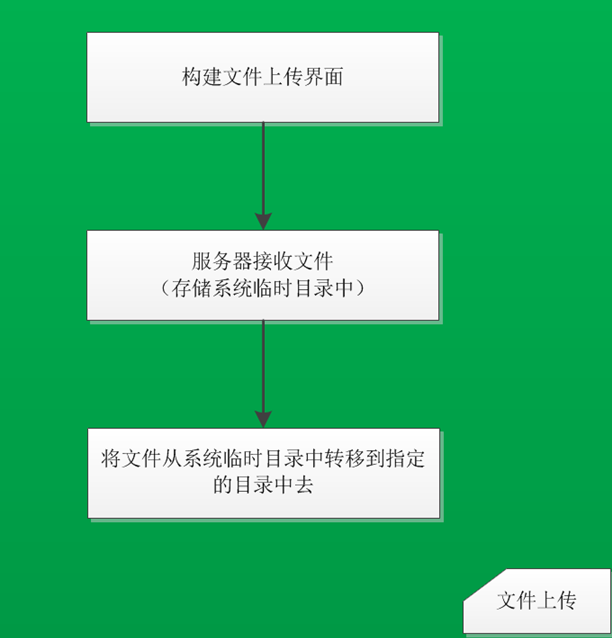 构建文件上传界面
服务器接收文件
（存储系统临时目录中）
将文件从系统临时目录中转移到指定
的目录中去
文件上传